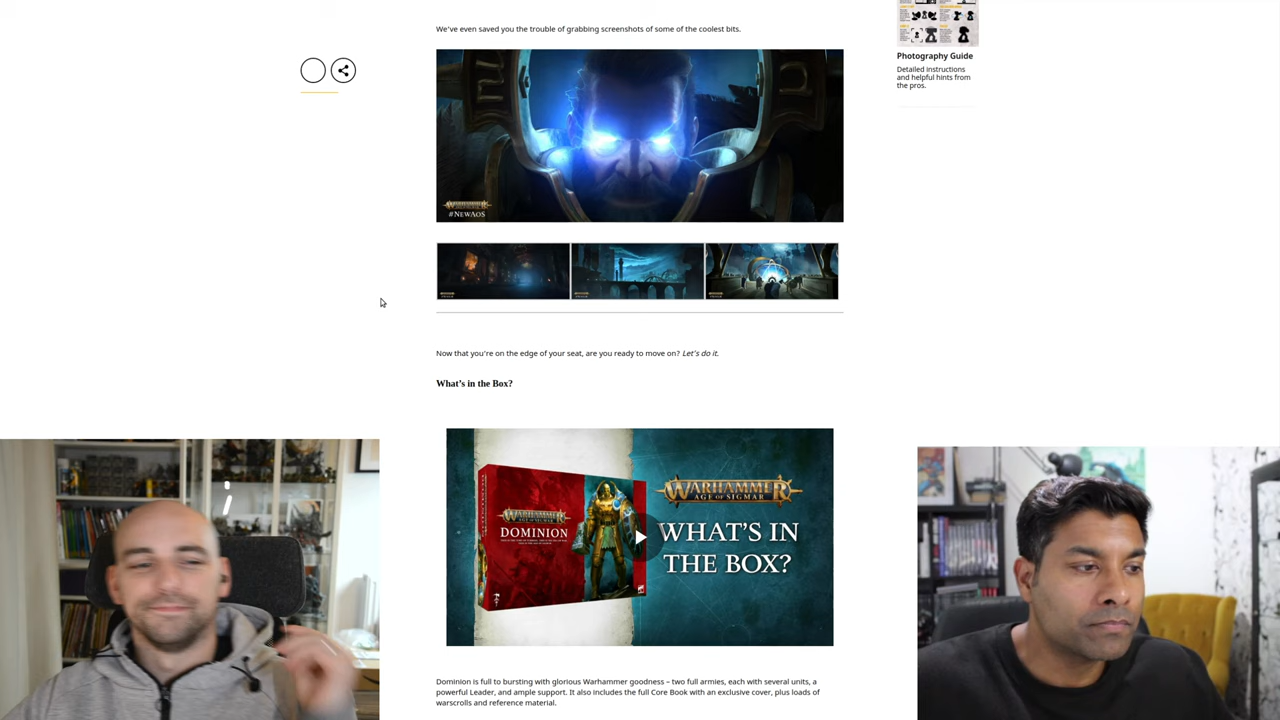 We've even saved you the trouble of grabbing screenshots of some of the coolest bits.
Photography Guide
Detailed instructions
and helpful hints from
the pros.
WARHAMMER
#NEWAOS
Now that you're on the edge of your seat, are you ready to move on? Let's do it.
What's in the Box?
WARHAMMER
AGE OF SIGMAR
DOMINION
WARHAMMER
AGE OF SIGMAR
WHAT'S IN
THE BOX?
Dominion is full to bursting with glorious Warhammer goodness – two full armies, each with several units, a
powerful Leader, and ample support. It also includes the full Core Book with an exclusive cover, plus loads of
warscrolls and reference material.